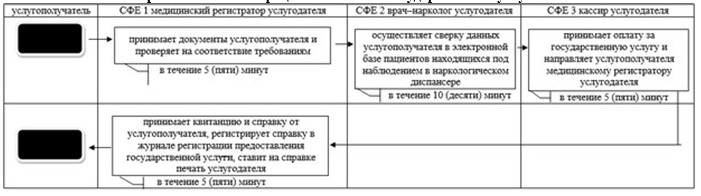 услугополучатель
СФЕ 1 медицинский регистратор услугодателя
СФЕ 2 врач–нарколог услугодателя
СФЕ 3 кассир услугодателя
принимает документы услугополучателя и
проверяет на соответствие требованиям
в течение 5 (пяти) минут
осуществляет сверку данных
услугополучателя в электронной
базе пациентов находящихся под
наблюдением в наркологическом
диспансере
в течение 10 (десяти) минут
принимает оплату за
государственную услугу и
направляет услугополучателя
медицинскому регистратору
услугодателя
в течение 5 (пяти) минут
принимает квитанцию и справку от
услугополучателя, регистрирует справку в
журнале регистрации предоставления
государственной услуги, ставит на справке
печать услугодателя
в течение 5 (пяти) минут